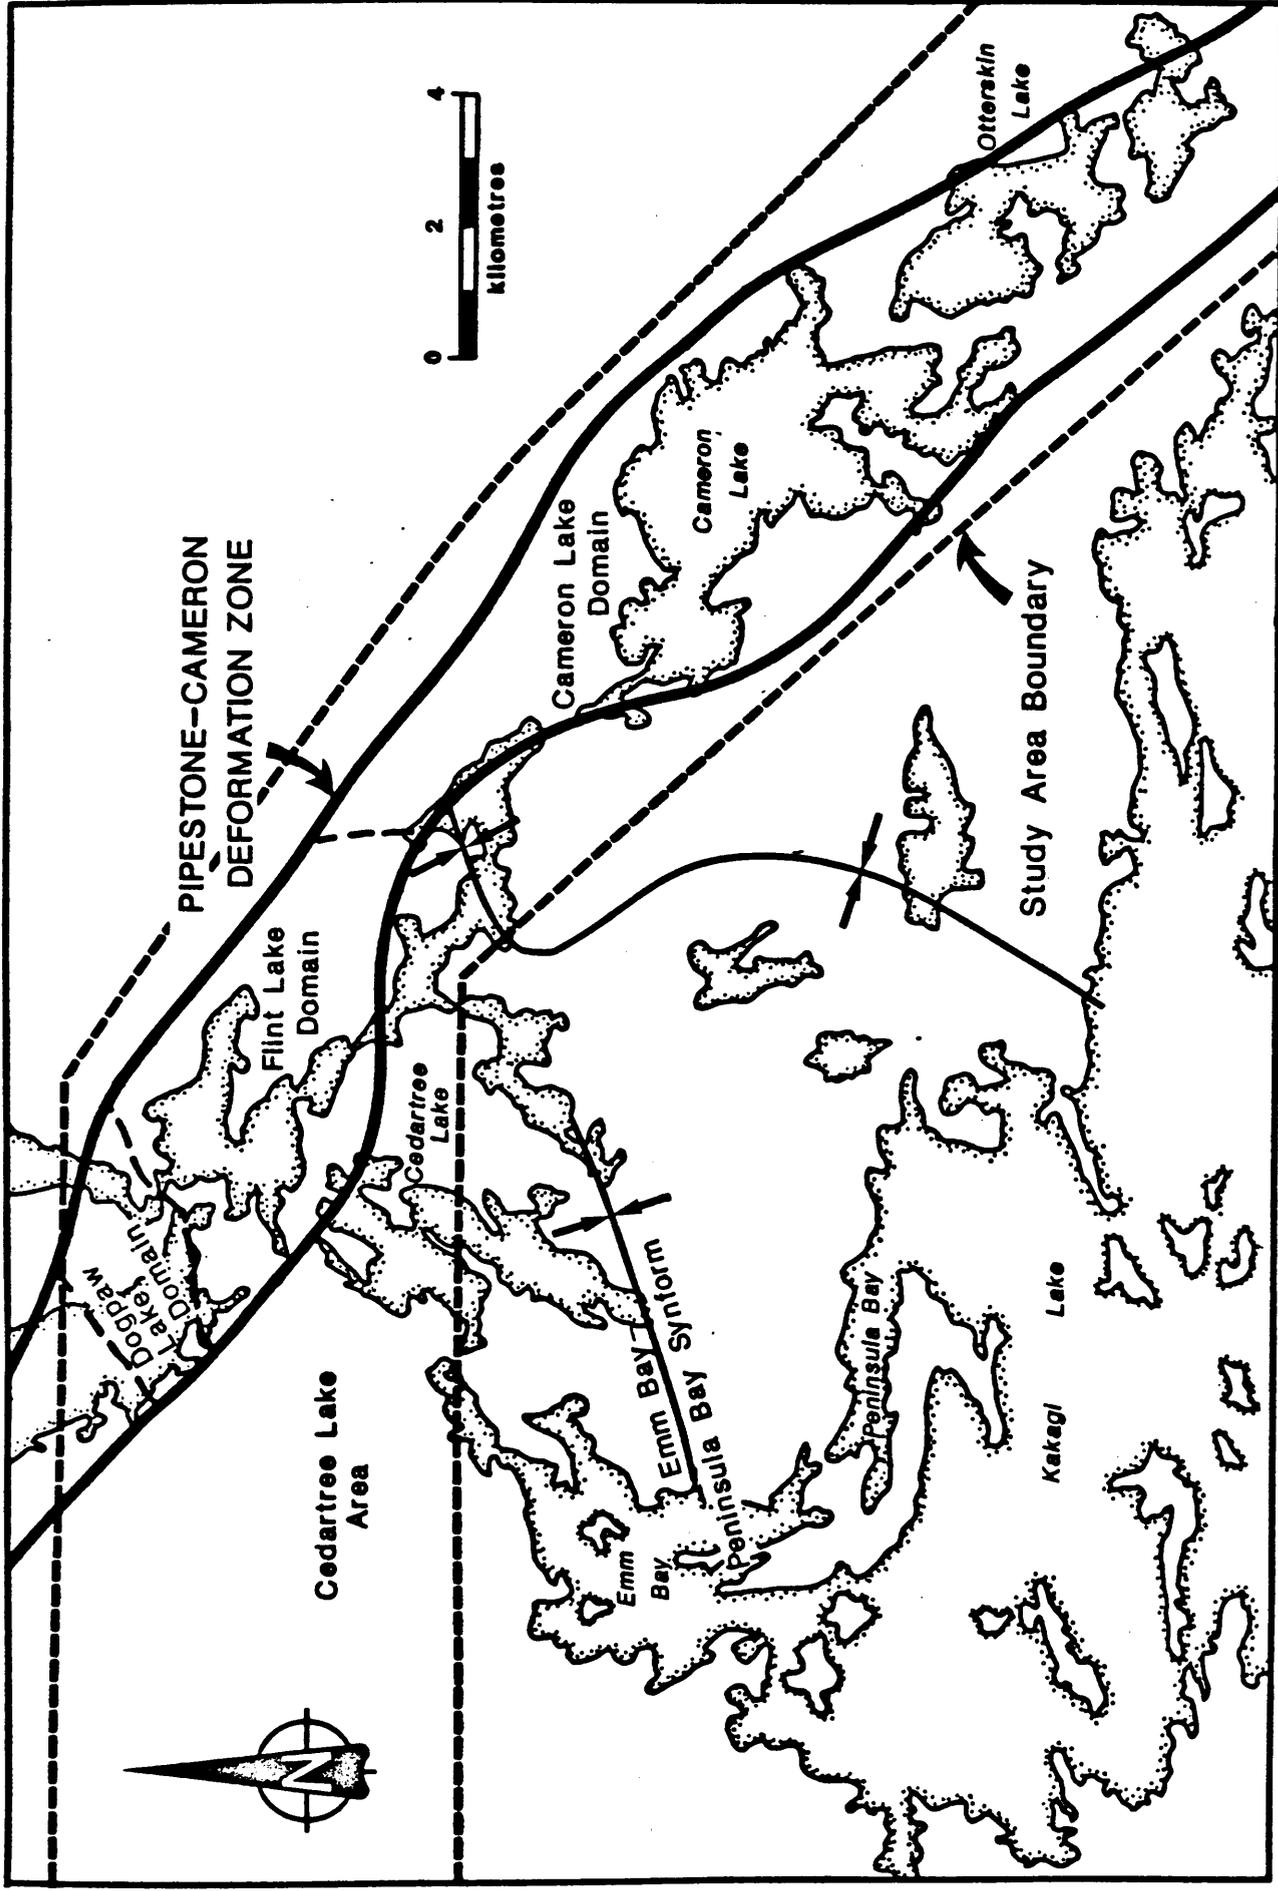 PIPESTONE-CAMERON
DEFORMATION ZONE
Dogpaw
Lake
Domain
Flint Lake
Domain
Cedartree
Lake
Cedartree Lake
Area
Cameron Lake
Domain
Cameron
Lake
Otterskin
Lake
0 2 4
kilometres
N
Emm Bay-
Peninsula Bay Synform
Emm
Bay
Peninsula Bay
Kakagi Lake
Study Area Boundary